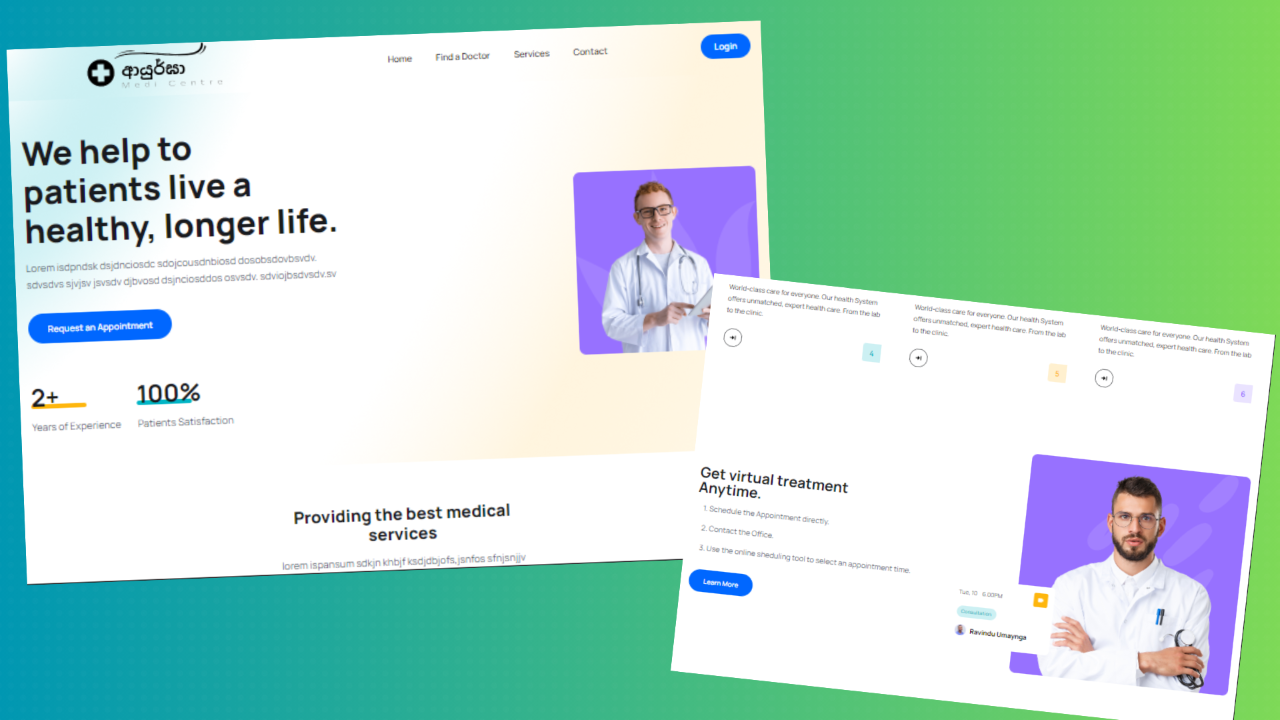 ආයුර්ඝා
Medi Centre
Home
Find a Doctor
Services
Contact
Login
We help to
patients live a
healthy, longer life.
Lorem isdpndsk dsjdnciosdc sdojcousdnbiosd dosobsdovbsvdv.
sdvsdvs sjvjsv jsvsdv djbvosd dsjnciosddos osvsdv. sdviojbsdvsdv.sv
Request an Appointment
2+
Years of Experience
100%
Patients Satisfaction
Providing the best medical
services
lorem ispansum sdkjn khbjf ksdjdbjofs,jsnfos sfnjsnjjv
World-class care for everyone. Our health System
offers unmatched, expert health care. From the lab
to the clinic.
4
World-class care for everyone. Our health System
offers unmatched, expert health care. From the lab
to the clinic.
5
World-class care for everyone. Our health System
offers unmatched, expert health care. From the lab
to the clinic.
6
Get virtual treatment
Anytime.
1. Schedule the Appointment directly.
2. Contact the Office.
3. Use the online sheduling tool to select an appointment time.
Learn More
Tue, 10 6:00PM
Consultation
Ravindu Umaynga